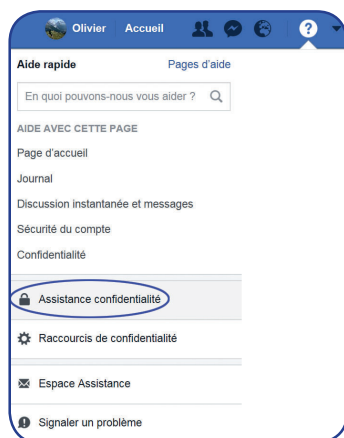 Olivier Accueil
Aide rapide Pages d'aide
En quoi pouvons-nous vous aider ?
AIDE AVEC CETTE PAGE
Page d'accueil
Journal
Discussion instantanée et messages
Sécurité du compte
Confidentialité
Assistance confidentialité
Raccourcis de confidentialité
Espace Assistance
Signaler un problème